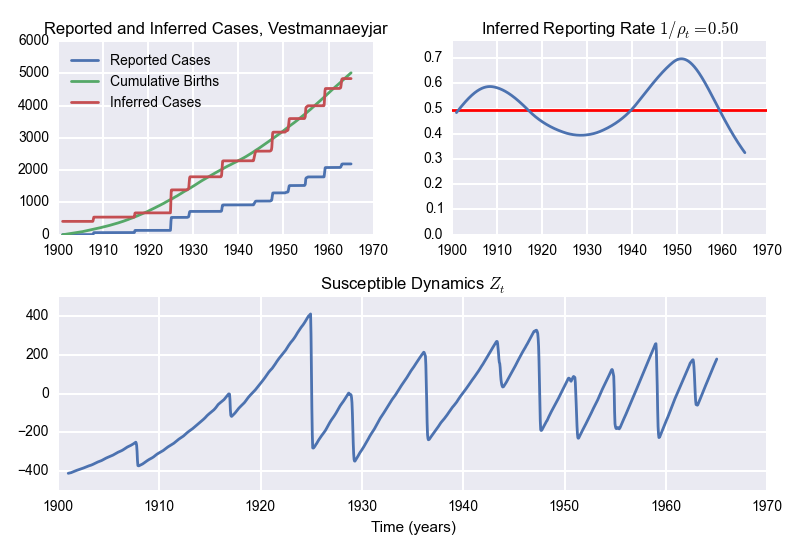 Reported and Inferred Cases, Vestmannaeyjar
6000
5000
4000
3000
2000
1000
0
Reported Cases
Cumulative Births
Inferred Cases
1900 1910 1920 1930 1940 1950 1960 1970
Inferred Reporting Rate 1/ρt =0.50
0.7
0.6
0.5
0.4
0.3
0.2
0.1
0.0
1900 1910 1920 1930 1940 1950 1960 1970
Susceptible Dynamics Zt
400
200
0
−200
−400
1900 1910 1920 1930 1940 1950 1960 1970
Time (years)